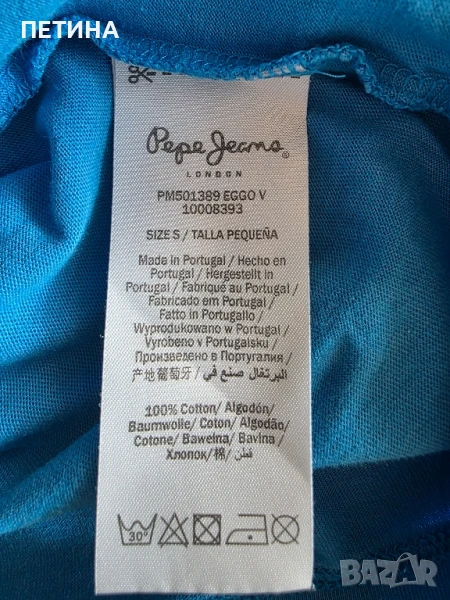 ПЕТИНА
Pepe Jeans
LONDON
PM501389 EGGO V
10008393
SIZE S / TALLA PEQUEÑA
Made in Portugal / Hecho en
Portugal / Hergestellt in
Portugal / Fabriqué au Portugal /
Fabricado em Portugal /
Fatto in Portogallo /
Wyprodukowano w Portugal /
Vyrobeno v Portugalsku /
Произведено в Португалии /
产地葡萄牙 / البرتغال صنع في
100% Cotton/ Algodón/
Baumwolle/ Coton/ Algodão/
Cotone/ Bawełna/ Bavlna /
Хлопок/棉/ قطن
30°
BAZAR